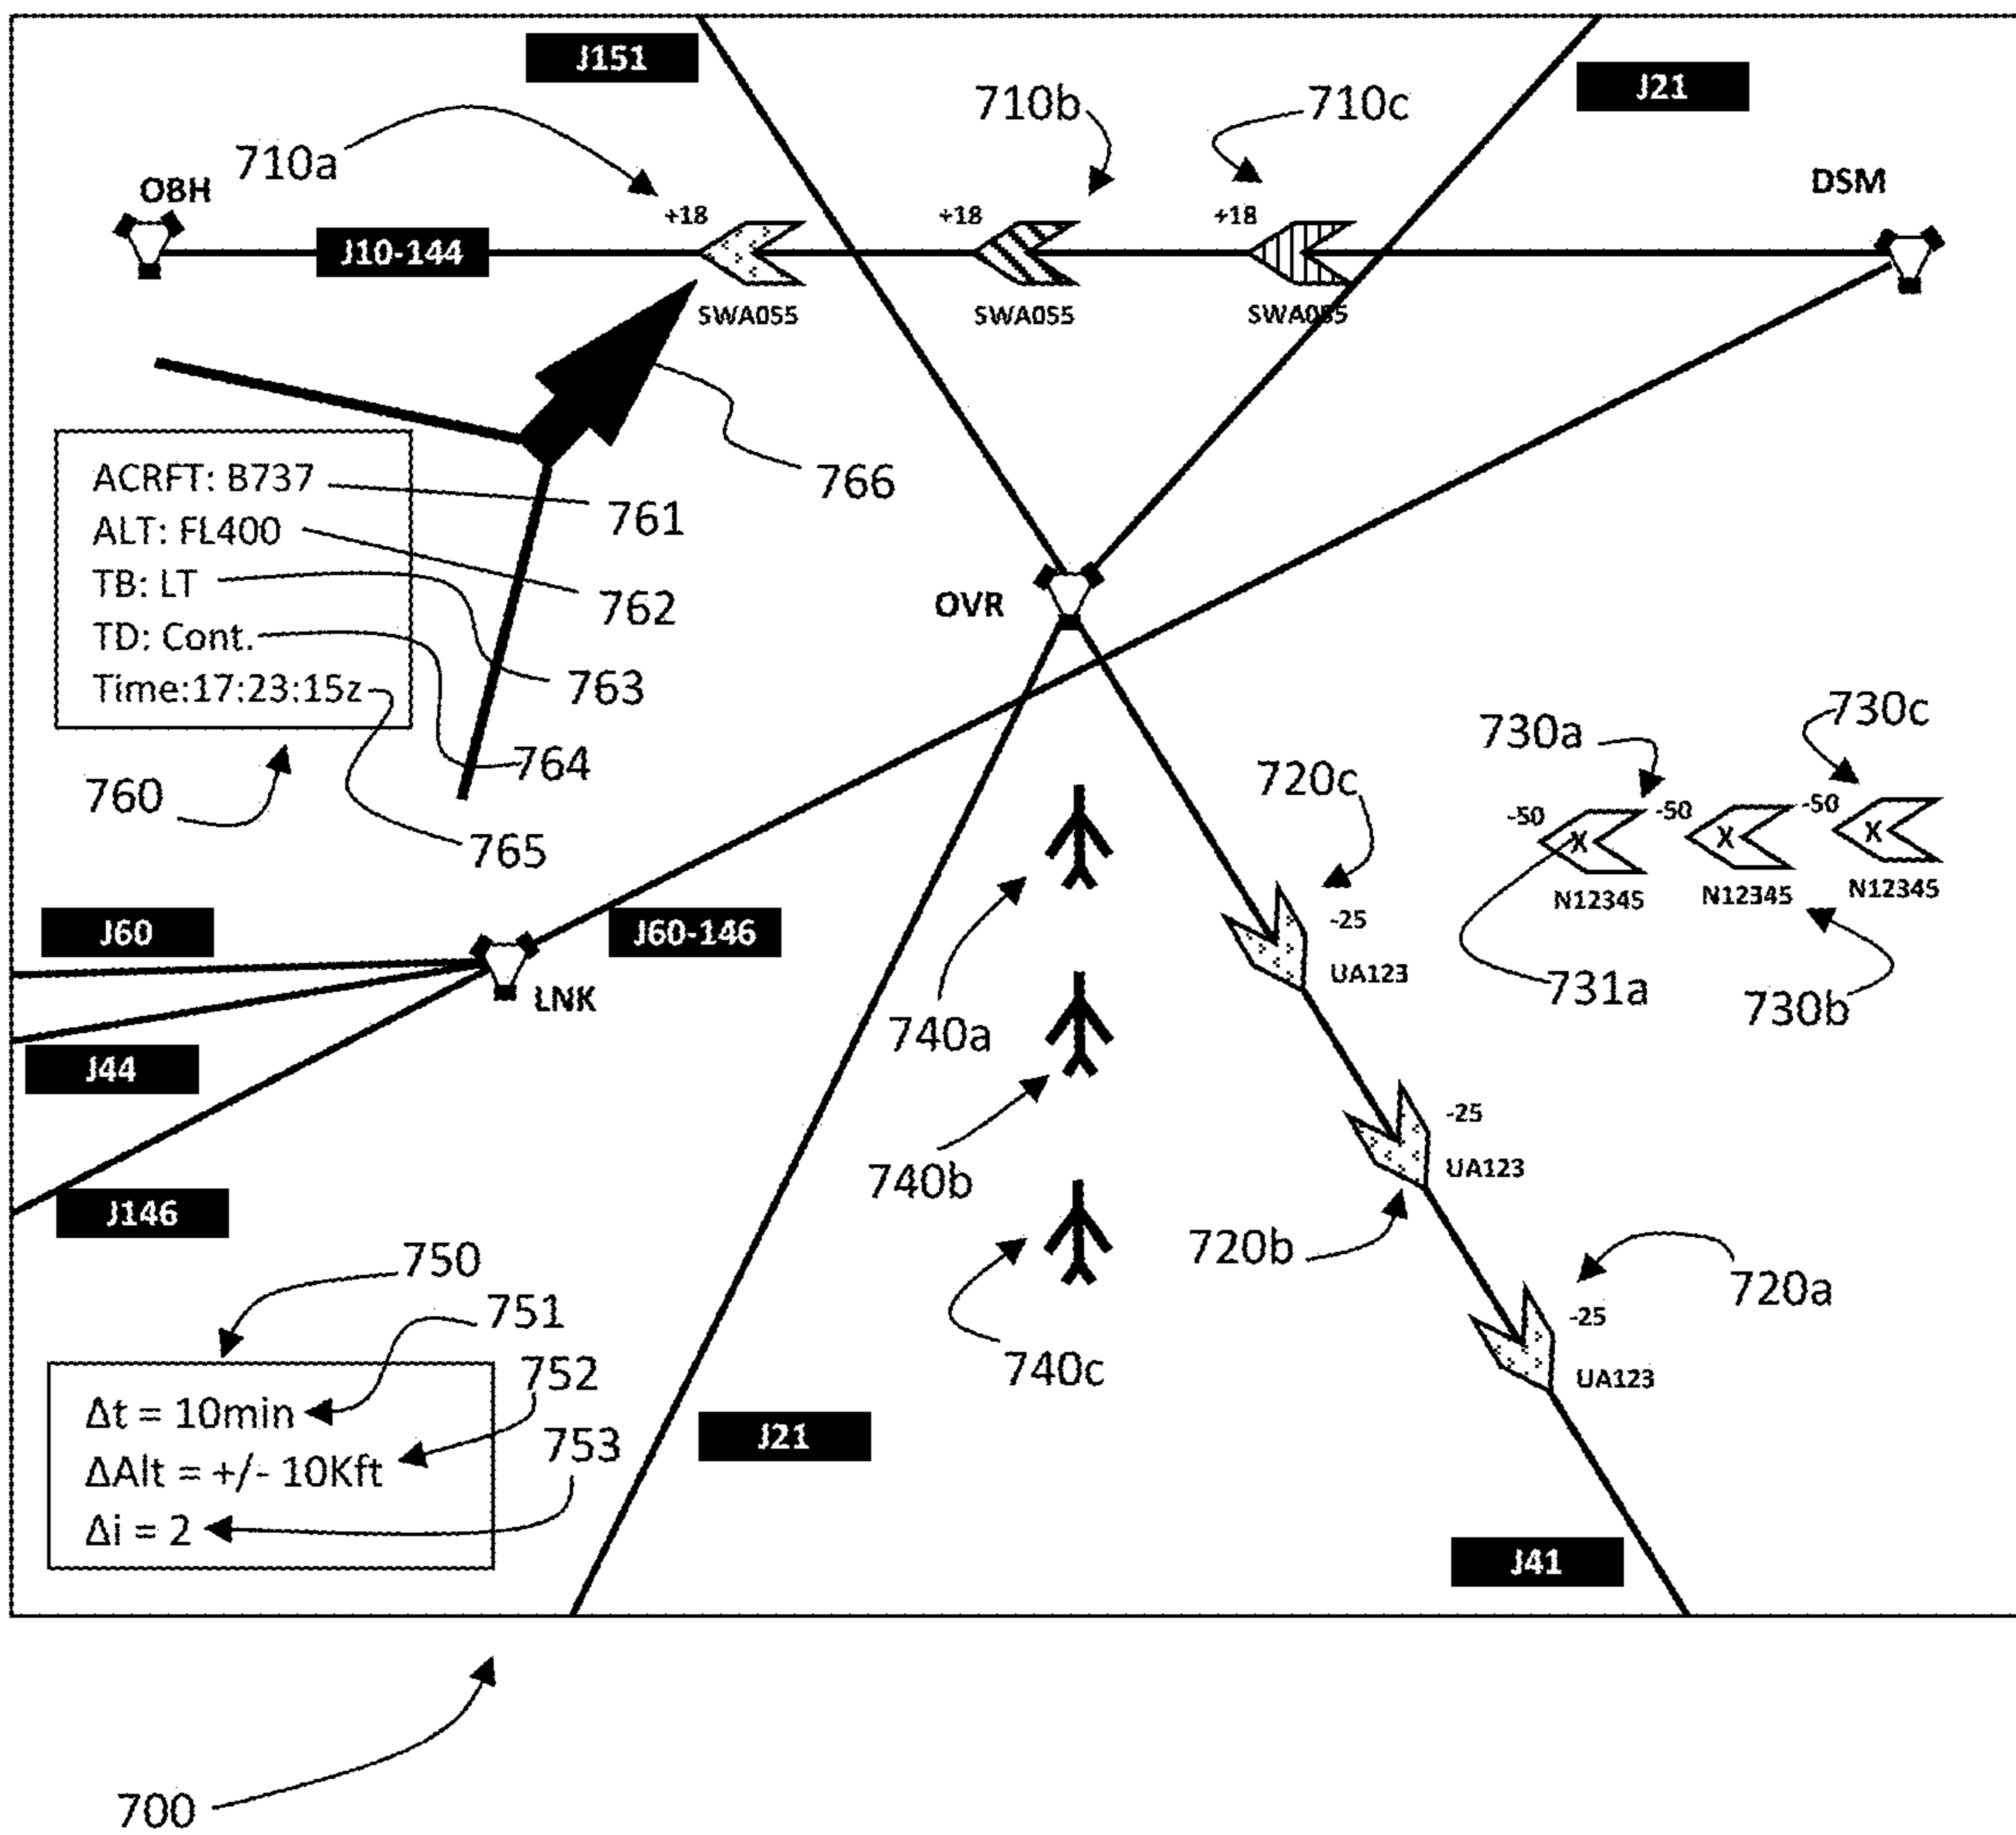 J151
J21
710b
710c
710a
OBH
DSM
+18
+18
+18
J10-144
SWA055
SWA055
SWA055
766
ACRFT: B737
761
ALT: FL400
762
TB: LT
763
TD: Cont.
764
Time:17:23:15z
765
760
OVR
730a
730c
720c
-50
-50
-50
N12345
N12345
N12345
J60
J60-146
-25
UA123
731a
730b
LNK
740a
J44
-25
UA123
740b
J146
720b
750
720a
751
-25
740c
752
UA123
Δt = 10min
753
J21
ΔAlt = +/- 10Kft
Δi = 2
J41
700